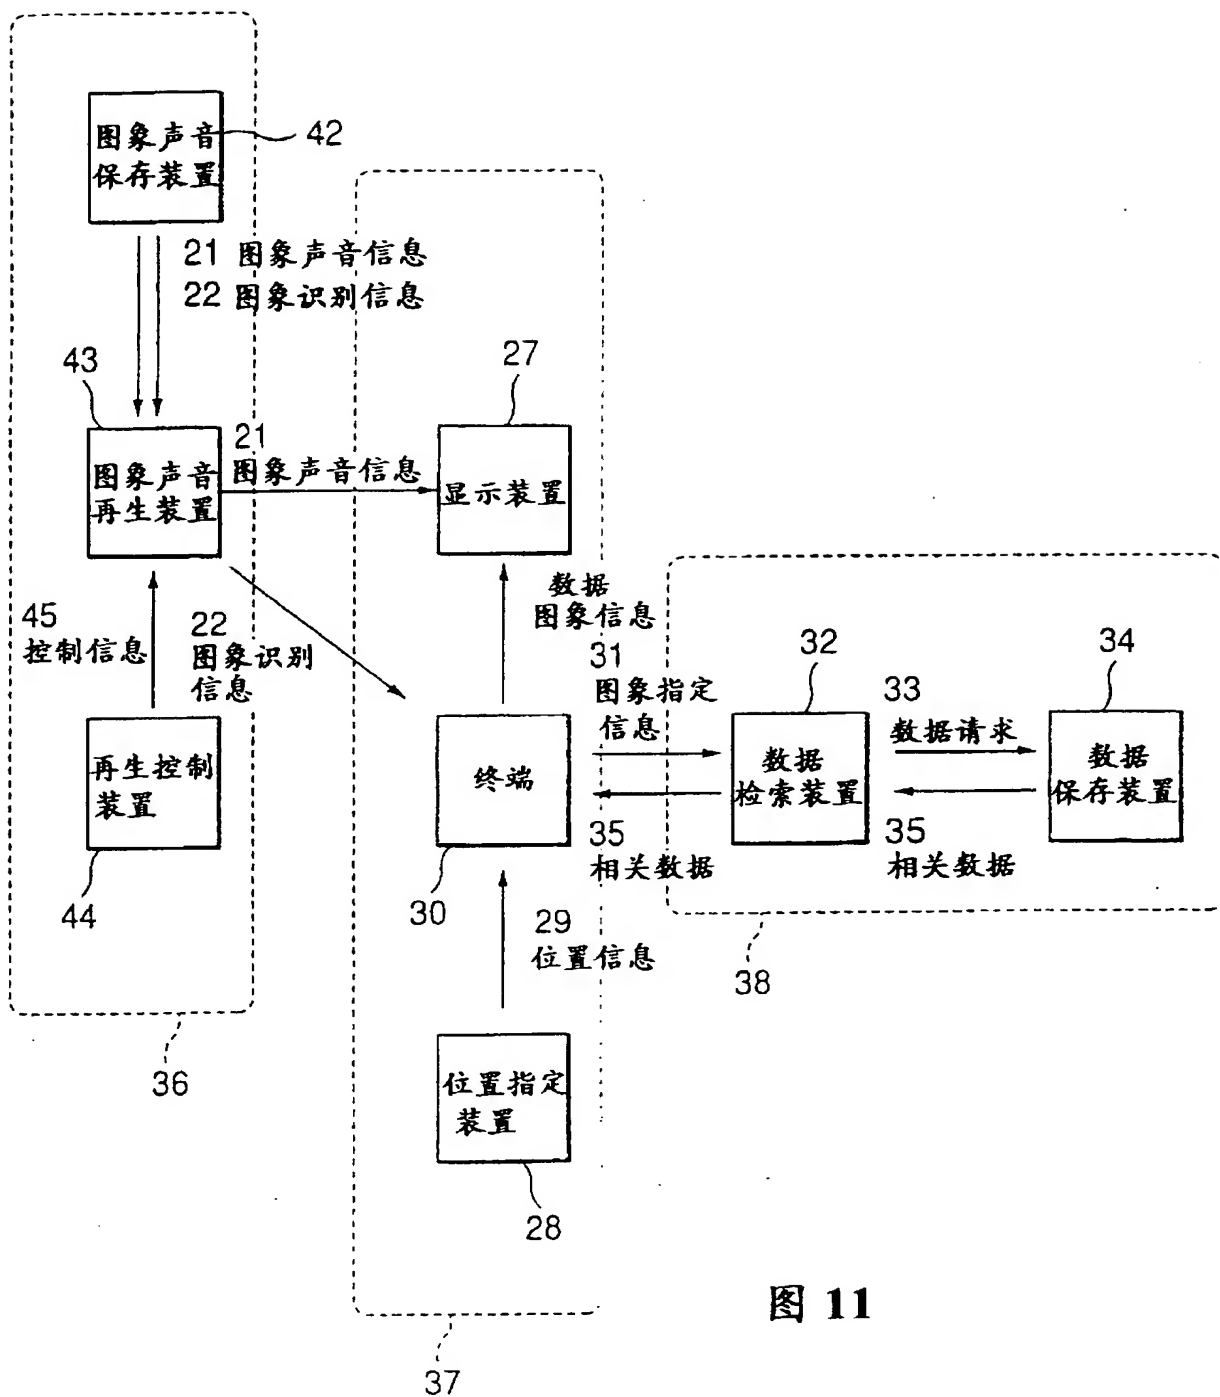 图象声音
保存装置
42
21 图象声音信息
22 图象识别信息
43
27
图象声音
再生装置
21
图象声音信息
显示装置
45
控制信息
22
图象识别
信息
数据
图象信息
31
图象指定
信息
32
33
数据请求
34
再生控制
装置
终端
数据
检索装置
数据
保存装置
44
30
35
相关数据
35
相关数据
29
位置信息
38
36
位置指定
装置
28
图 11
37